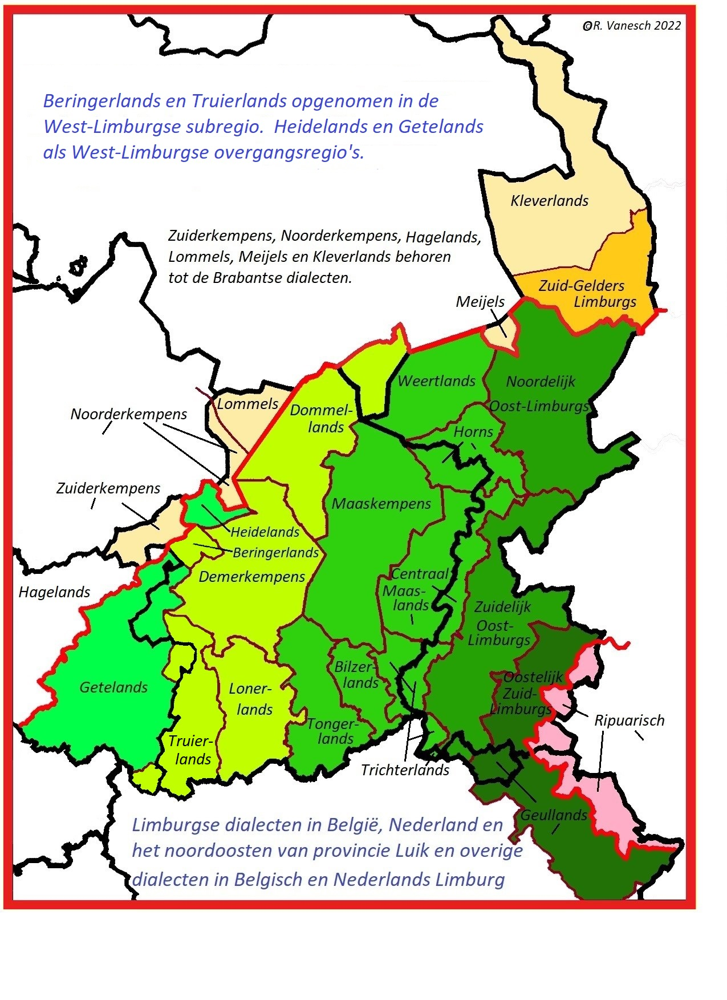 ©R. Vanesch 2022
Beringerlands en Truierlands opgenomen in de
West-Limburgse subregio. Heidelands en Getelands
als West-Limburgse overgangsregio's.
Kleverlands
Zuiderkempens, Noorderkempens, Hagelands,
Lommels, Meijels en Kleverlands behoren
tot de Brabantse dialecten.
Zuid-Gelders
Limburgs
Meijels
Weertlands
Noordelijk
Oost-Limburgs
Lommels
Dommel-
lands
Noorderkempens
Horns
Zuiderkempens
Maaskempens
Heidelands
Beringerlands
Demerkempens
Centraal
Maas-
lands
Hagelands
Zuidelijk
Oost-
Limburgs
Bilzer-
lands
Oostelijk
Zuid-
Limburgs
Getelands
Loner-
lands
Ripuarisch
Tonger-
lands
Truier-
lands
Trichterlands
Geullands
Limburgse dialecten in België, Nederland en
het noordoosten van provincie Luik en overige
dialecten in Belgisch en Nederlands Limburg